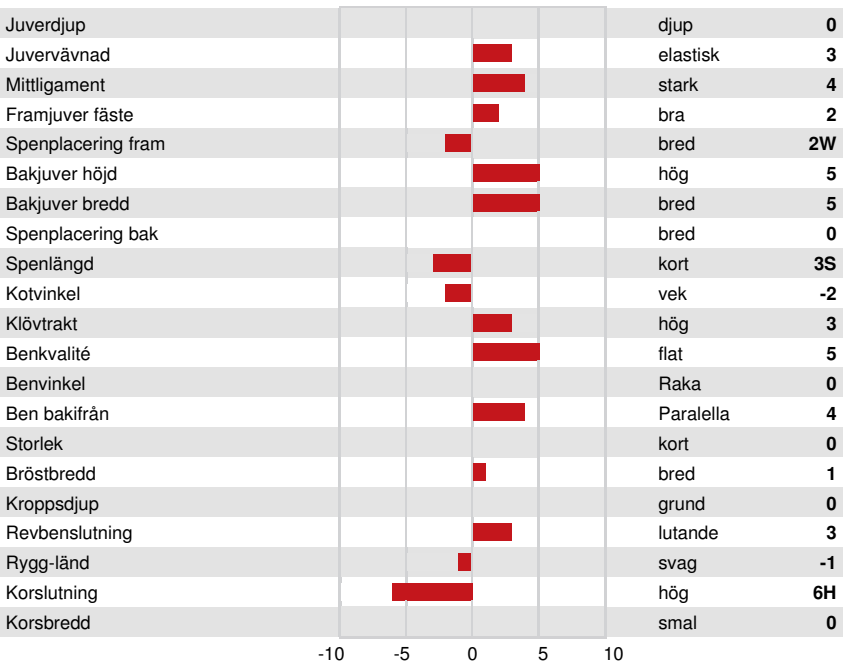 Juverdjup djup 0
Juvervävnad elastisk 3
Mittligament stark 4
Framjuver fäste bra 2
Spenplacering fram bred 2W
Bakjuver höjd hög 5
Bakjuver bredd bred 5
Spenplacering bak bred 0
Spenlängd kort 3S
Kotvinkel vek -2
Klövtrakt hög 3
Benkvalité flat 5
Benvinkel Raka 0
Ben bakifrån Paralella 4
Storlek kort 0
Bröstbredd bred 1
Kroppsdjup grund 0
Revbenslutning lutande 3
Rygg-länd svag -1
Korslutning hög 6H
Korsbredd smal 0
-10 -5 0 5 10